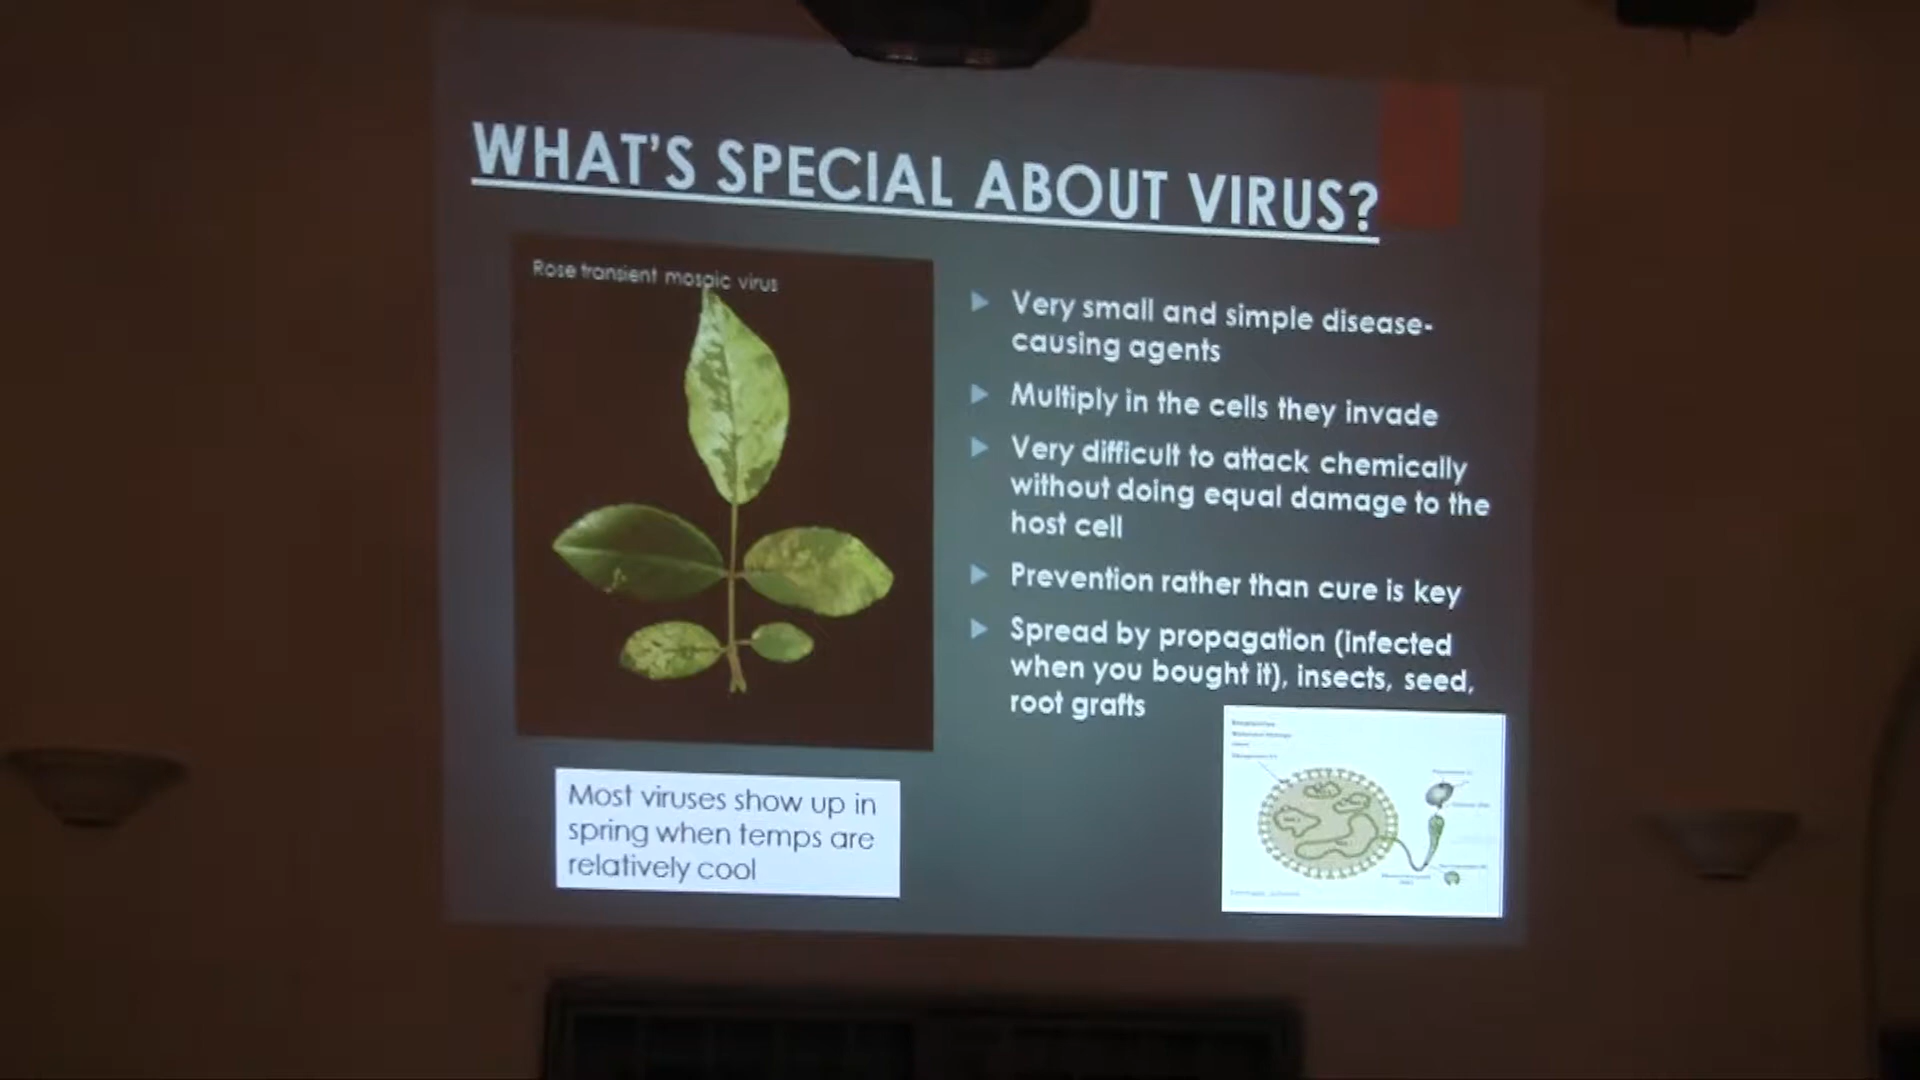 WHAT'S SPECIAL ABOUT VIRUS?
Rose transient mosaic virus
Very small and simple disease-
causing agents
Multiply in the cells they invade
Very difficult to attack chemically
without doing equal damage to the
host cell
Prevention rather than cure is key
Spread by propagation (infected
when you bought it), insects, seed,
root grafts
Most viruses show up in
spring when temps are
relatively cool